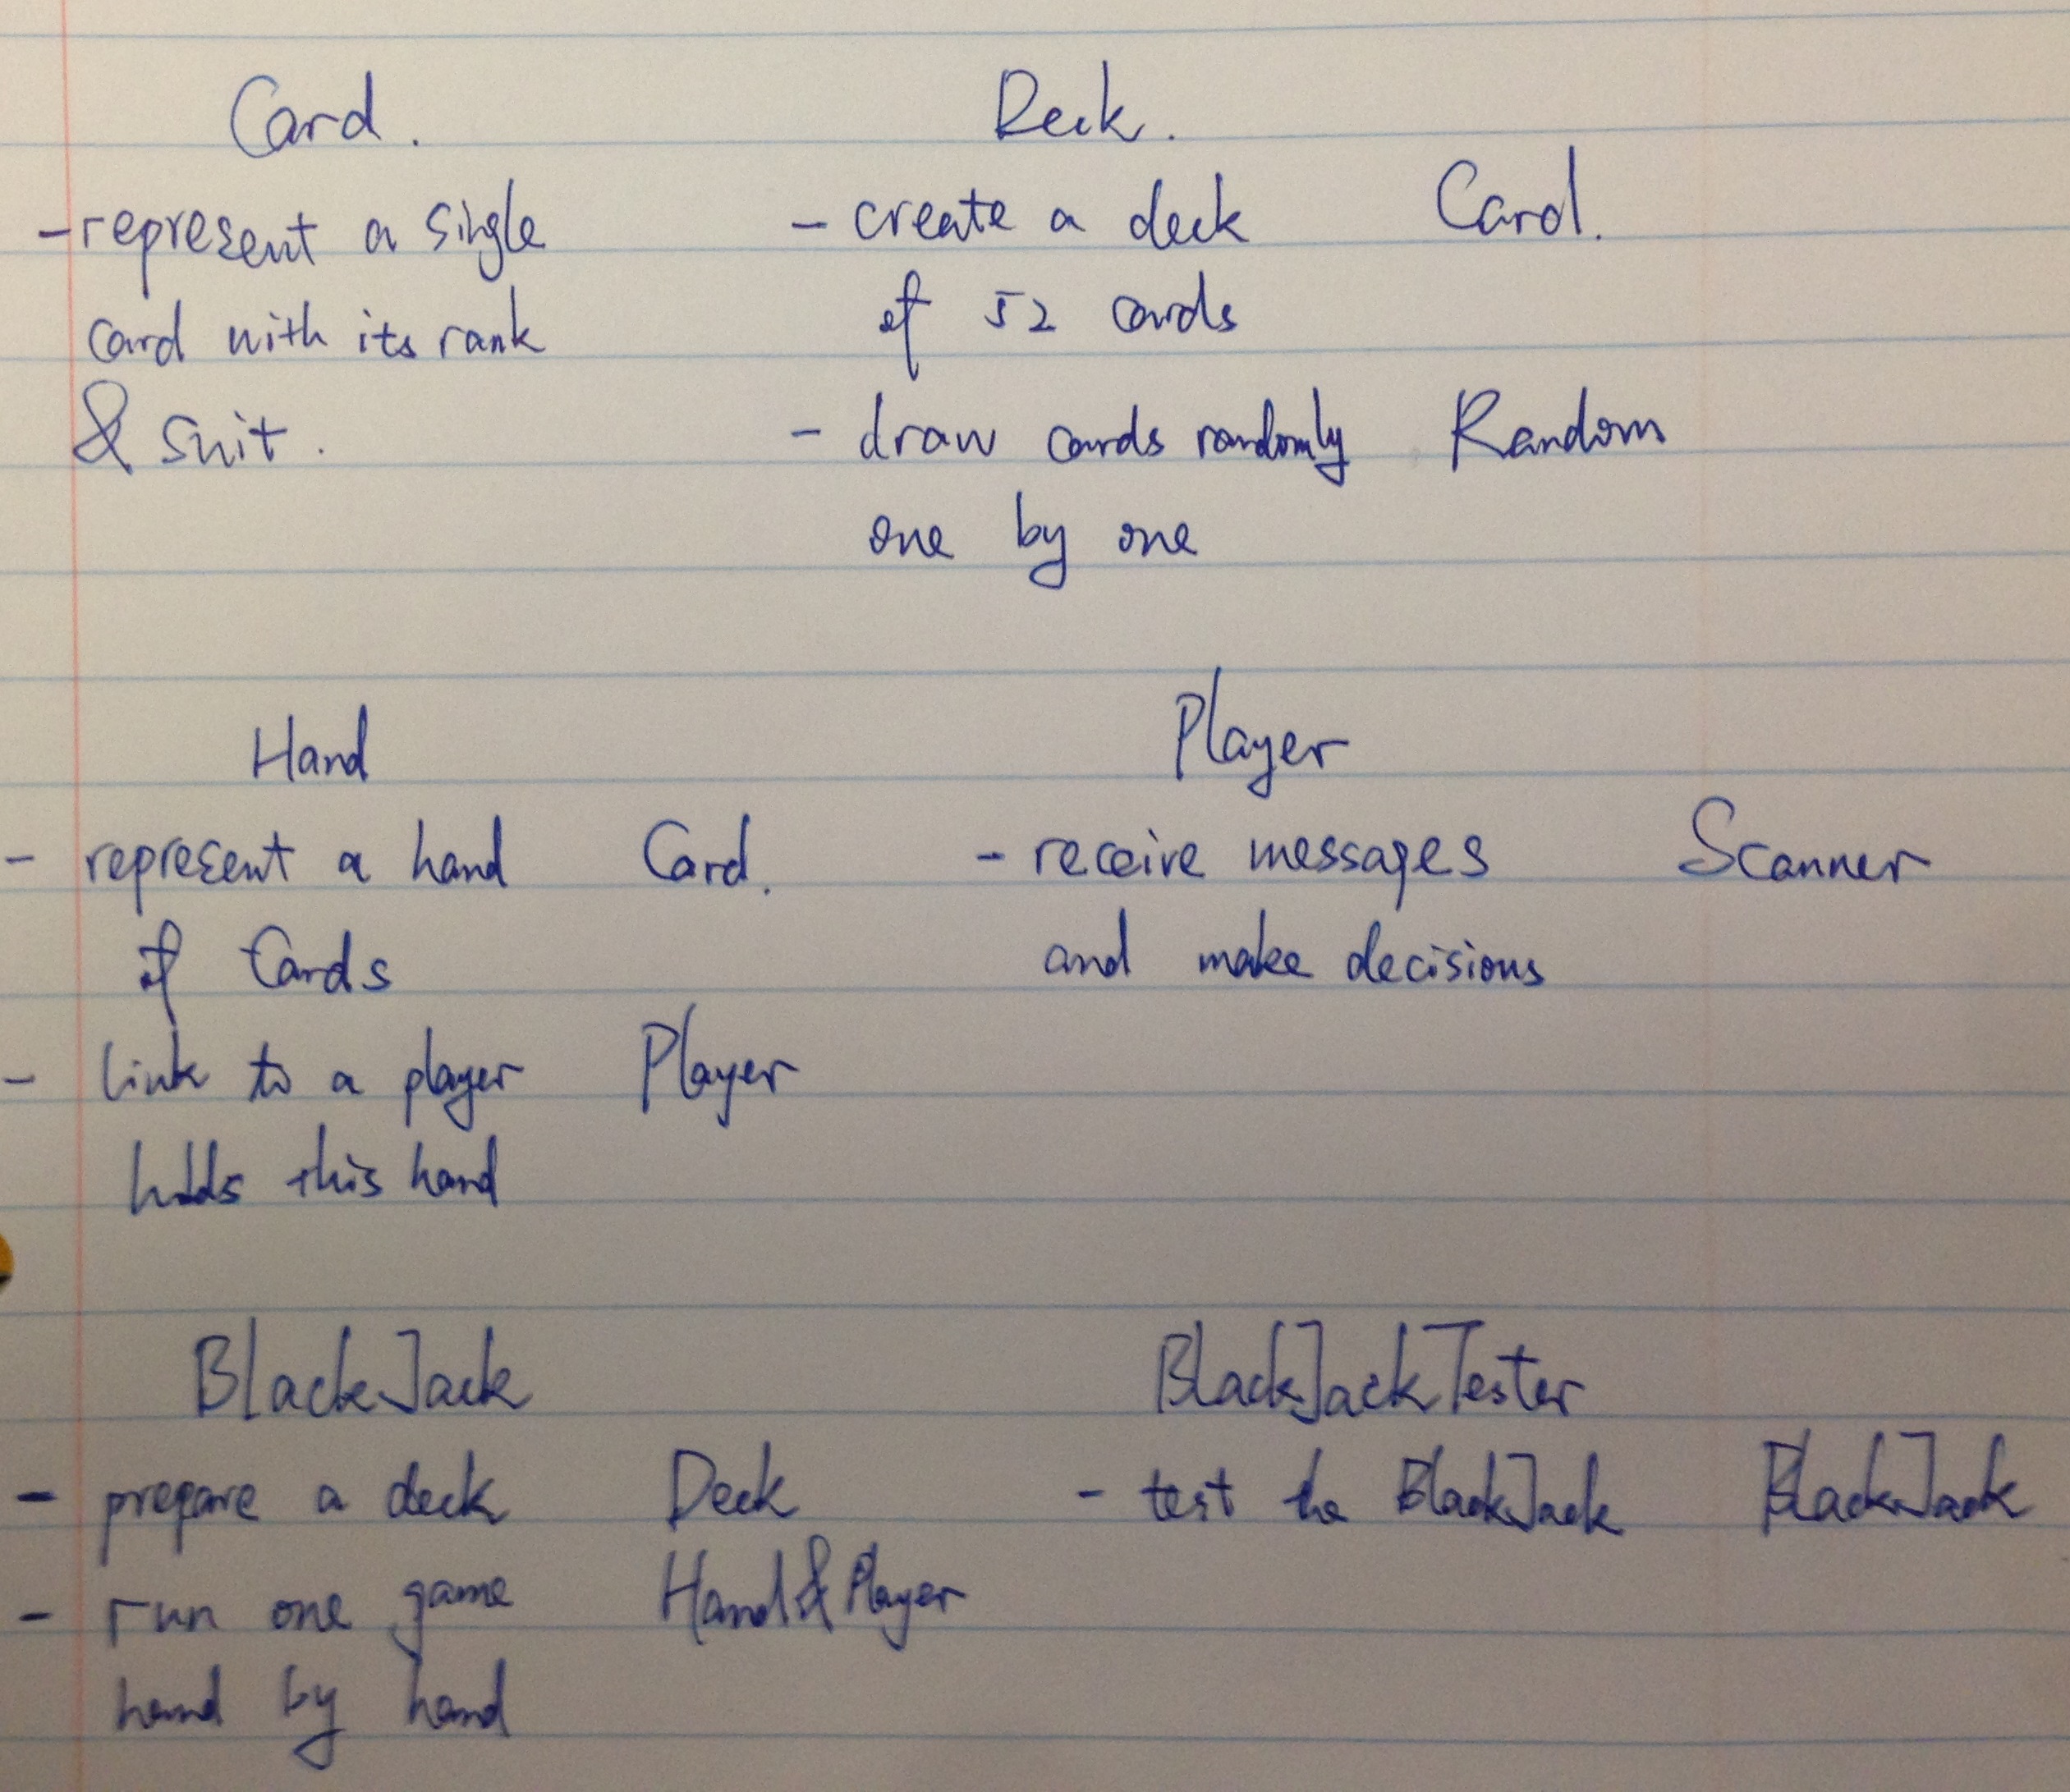 Card.
- represent a single
card with its rank
& suit.
Deck.
- create a deck Card.
of 52 cards
- draw cards randomly Random
one by one
Hand
- represent a hand Card.
of Cards
- link to a player Player
holds this hand
Player
- receive messages Scanner
and make decisions
BlackJack
- prepare a deck Deck
- run one game Hand & Player
hand by hand
BlackJackTester
- test the BlackJack BlackJack